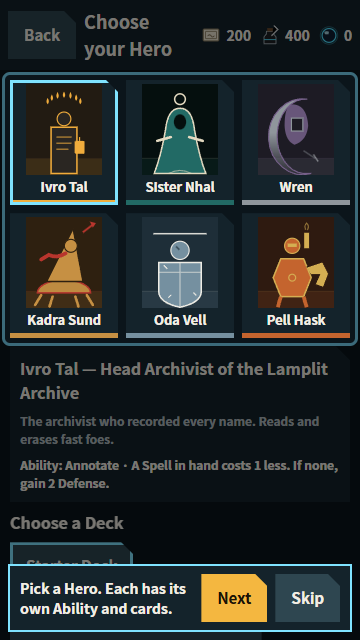 Back
Choose your Hero
200
400
0
Ivro Tal
Sister Nhal
Wren
Kadra Sund
Oda Vell
Pell Hask
Ivro Tal — Head Archivist of the Lamplit
Archive
The archivist who recorded every name. Reads and
erases fast foes.
Ability: Annotate · A Spell in hand costs 1 less. If none,
gain 2 Defense.
Choose a Deck
Starter Deck
Pick a Hero. Each has its
own Ability and cards.
Next
Skip